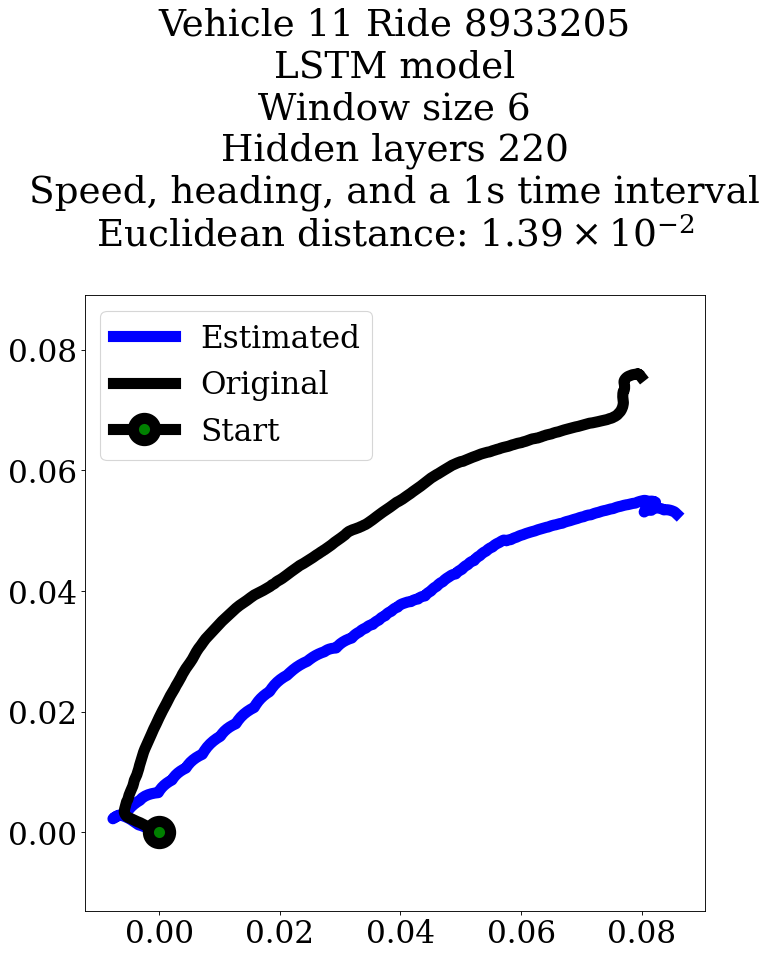 Vehicle 11 Ride 8933205
LSTM model
Window size 6
Hidden layers 220
Speed, heading, and a 1s time interval
Euclidean distance: 1.39 × 10⁻²
Estimated
Original
Start
0.08
0.06
0.04
0.02
0.00
0.00 0.02 0.04 0.06 0.08